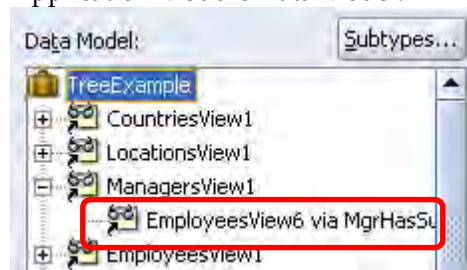 Data Model:
Subtypes...
TreeExample
CountriesView1
LocationsView1
ManagersView1
EmployeesView6 via MgrHasSu
EmployeesView1